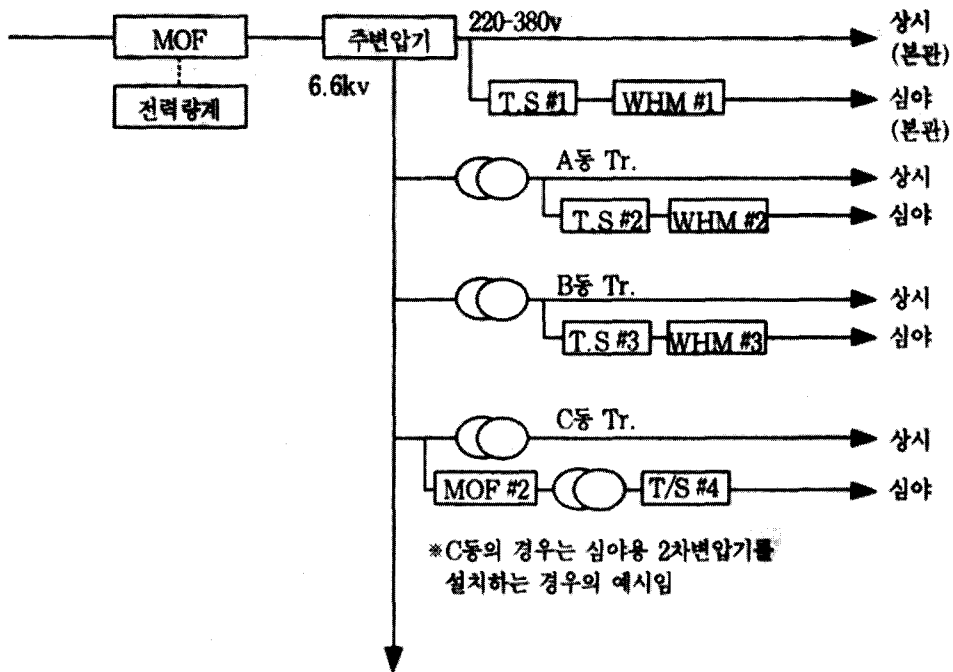 220-380v
MOF
주변압기
상시
(본관)
6.6kv
전력량계
T.S #1
WHM #1
심야
(본관)
A동 Tr.
상시
T.S #2
WHM #2
심야
B동 Tr.
상시
T.S #3
WHM #3
심야
C동 Tr.
상시
MOF #2
T/S #4
심야
※C동의 경우는 심야용 2차변압기를
설치하는 경우의 예시임